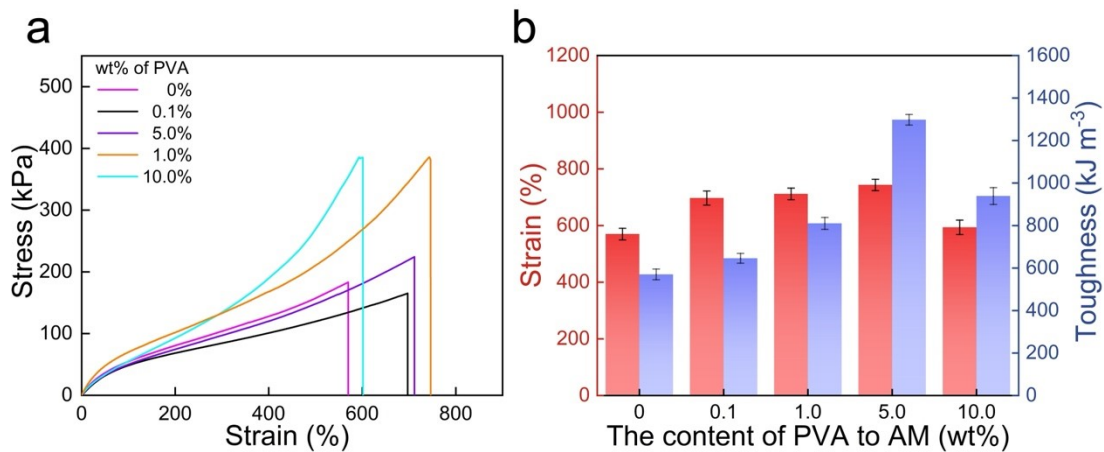 a
wt% of PVA
0%
0.1%
5.0%
1.0%
10.0%
500
400
300
200
100
0
Stress (kPa)
0 200 400 600 800
Strain (%)
b
1200
1000
800
600
400
200
0
Strain (%)
1600
1400
1200
1000
800
600
400
200
0
Toughness (kJ m⁻³)
0 0.1 1.0 5.0 10.0
The content of PVA to AM (wt%)